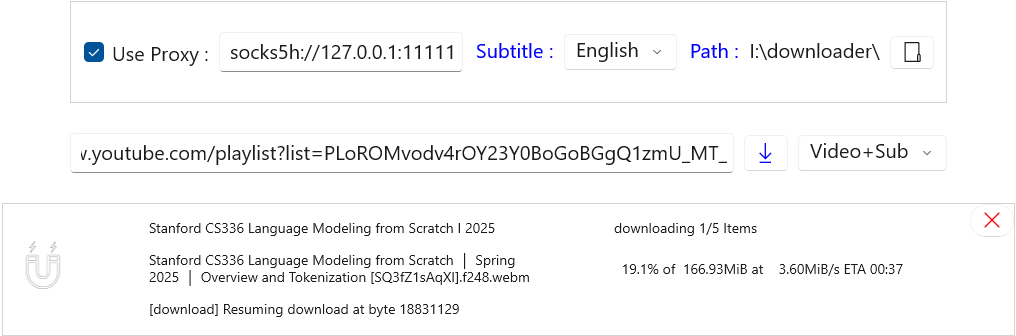 Use Proxy : socks5h://127.0.0.1:11111 Subtitle : English Path : I:\downloader\
w.youtube.com/playlist?list=PLoROMvodv4rOY23Y0BoGoBGgQ1zmU_MT_ Video+Sub
Stanford CS336 Language Modeling from Scratch I 2025 downloading 1/5 Items
Stanford CS336 Language Modeling from Scratch | Spring
2025 | Overview and Tokenization [SQ3fZ1sAqXI].f248.webm
19.1% of 166.93MiB at 3.60MiB/s ETA 00:37
[download] Resuming download at byte 18831129